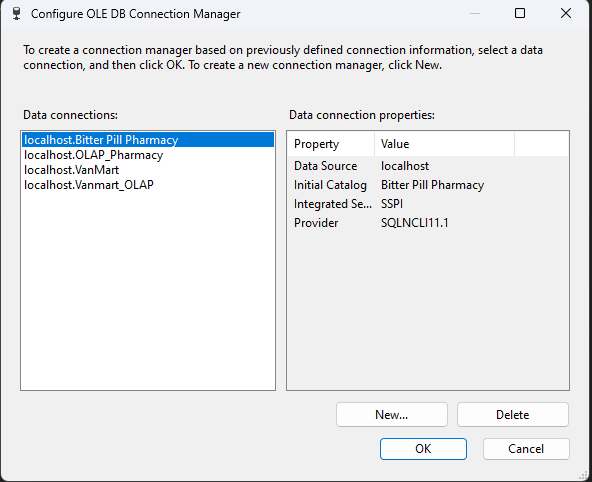 Configure OLE DB Connection Manager
To create a connection manager based on previously defined connection information, select a data
connection, and then click OK. To create a new connection manager, click New.
Data connections:
localhost.Bitter Pill Pharmacy
localhost.OLAP_Pharmacy
localhost.VanMart
localhost.Vanmart_OLAP
Data connection properties:
Property Value
Data Source localhost
Initial Catalog Bitter Pill Pharmacy
Integrated Se... SSPI
Provider SQLNCLI11.1
New... Delete
OK Cancel